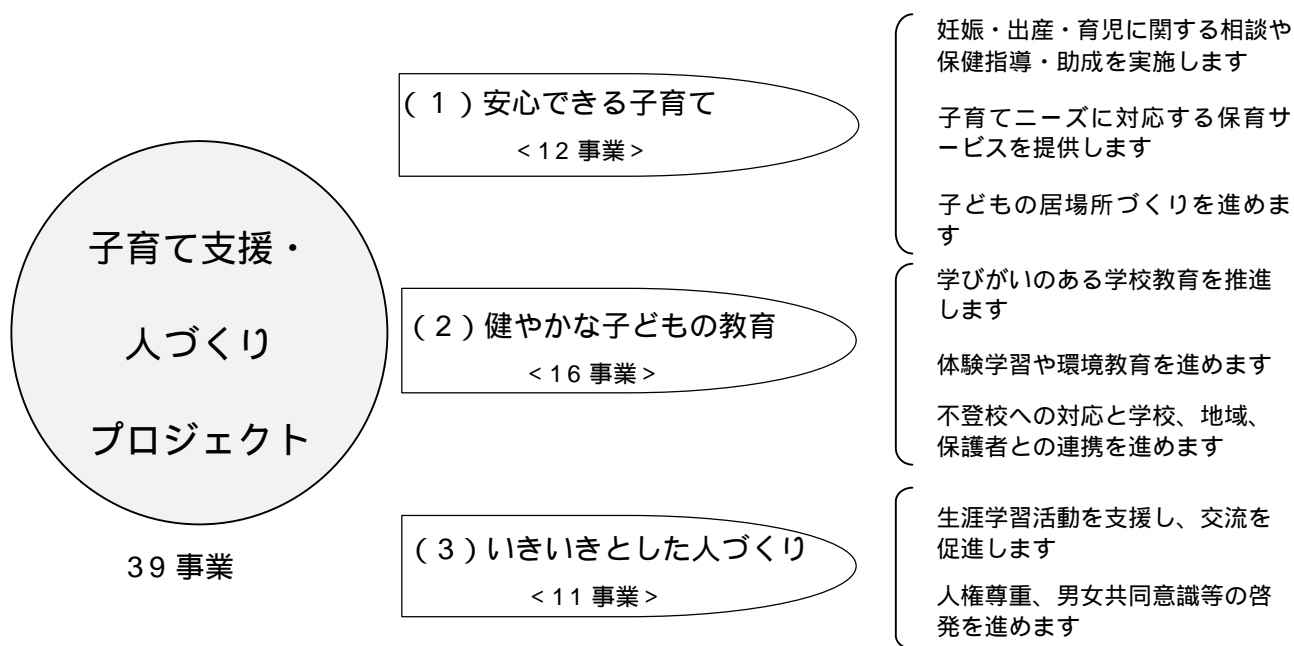 子育て支援・
人づくり
プロジェクト
39事業
(1)安心できる子育て
<12事業>
妊娠・出産・育児に関する相談や
保健指導・助成を実施します
子育てニーズに対応する保育サ
ービスを提供します
子どもの居場所づくりを進めま
す
(2)健やかな子どもの教育
<16事業>
学びがいのある学校教育を推進
します
体験学習や環境教育を進めます
不登校への対応と学校、地域、
保護者との連携を進めます
(3)いきいきとした人づくり
<11事業>
生涯学習活動を支援し、交流を
促進します
人権尊重、男女共同意識等の啓
発を進めます